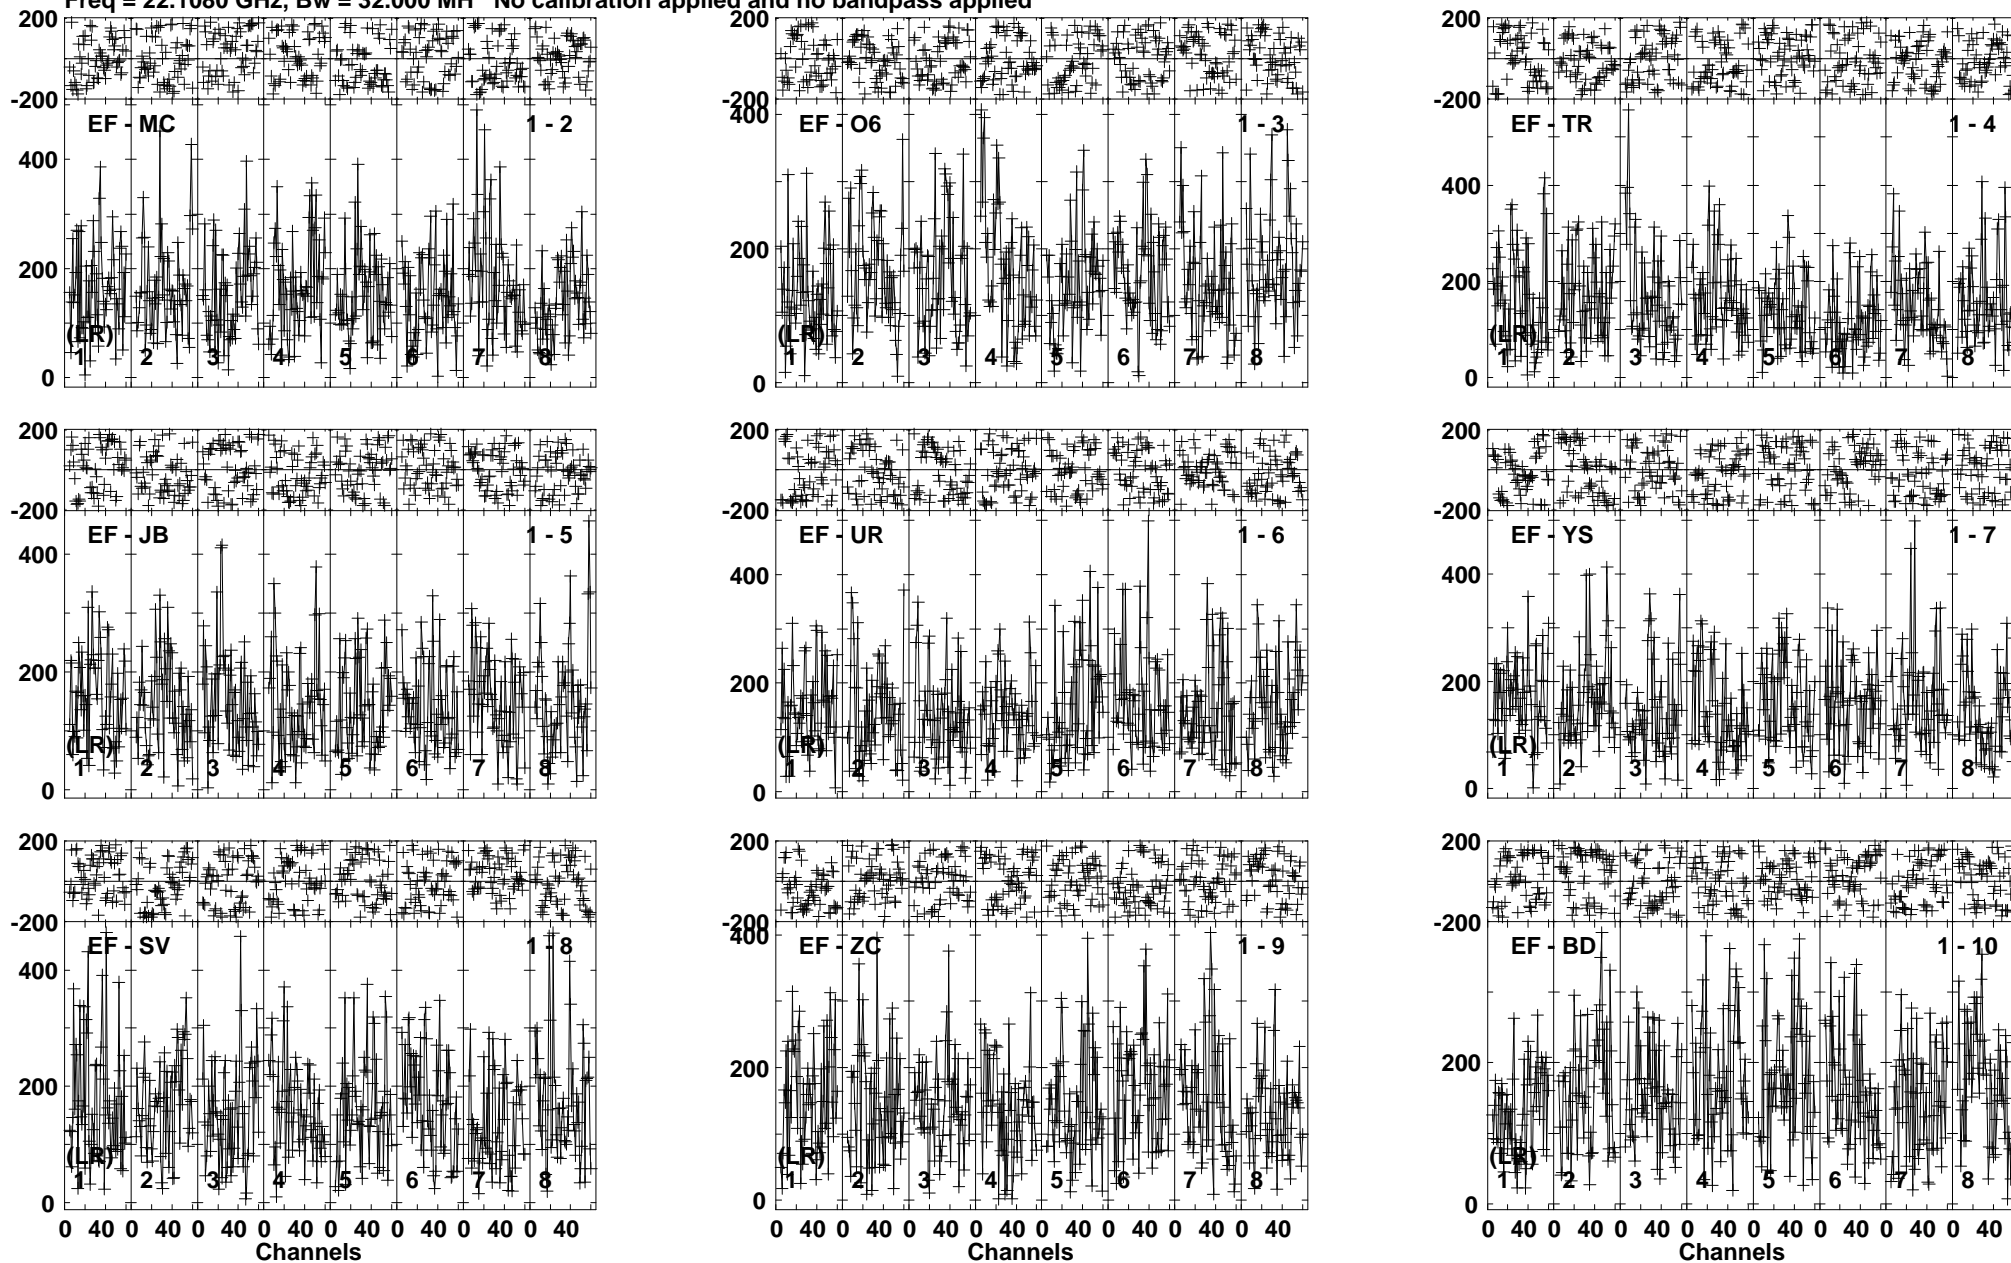 Freq = 22.1080 GHz, Bw = 32.000 MH No calibration applied and no bandpass applied
200
-200
EF - MC 1 - 2
400
200
0
(LR)
1 2 3 4 5 6 7 8
200
-200
EF - O6 1 - 3
400
200
0
(LR)
1 2 3 4 5 6 7 8
200
-200
EF - TR 1 - 4
400
200
0
(LR)
1 2 3 4 5 6 7 8
200
-200
EF - JB 1 - 5
400
200
0
(LR)
1 2 3 4 5 6 7 8
200
-200
EF - UR 1 - 6
400
200
0
(LR)
1 2 3 4 5 6 7 8
200
-200
EF - YS 1 - 7
400
200
0
(LR)
1 2 3 4 5 6 7 8
200
-200
EF - SV 1 - 8
400
200
0
(LR)
1 2 3 4 5 6 7 8
0 40 0 40 0 40 0 40 0 40 0 40 0 40 0 40
Channels
200
-200
EF - ZC 1 - 9
400
200
0
(LR)
1 2 3 4 5 6 7 8
0 40 0 40 0 40 0 40 0 40 0 40 0 40 0 40
Channels
200
-200
EF - BD 1 - 10
200
0
(LR)
1 2 3 4 5 6 7 8
0 40 0 40 0 40 0 40 0 40 0 40 0 40 0 40
Channels